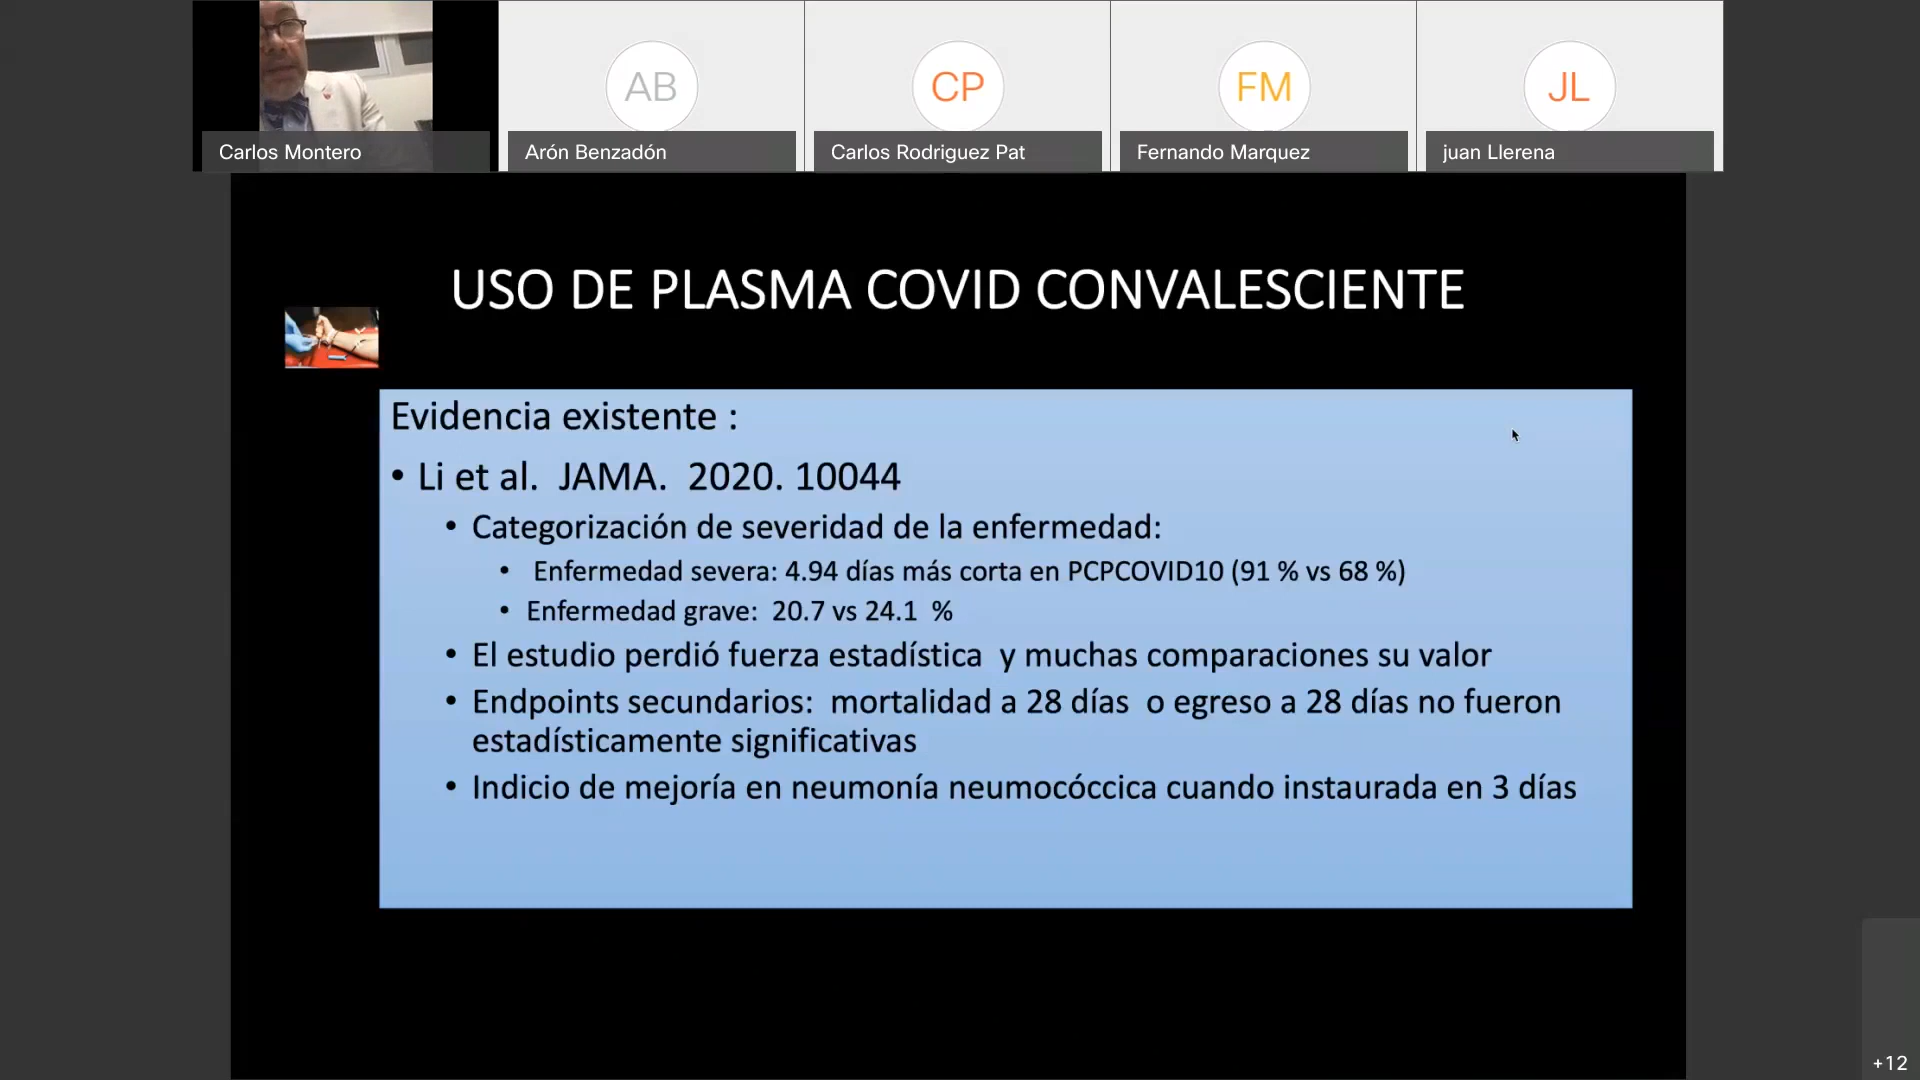 AB
CP
FM
JL
Carlos Montero
Arón Benzadón
Carlos Rodriguez Pat
Fernando Marquez
juan Llerena
USO DE PLASMA COVID CONVALESCIENTE
Evidencia existente :
• Li et al. JAMA. 2020. 10044
• Categorización de severidad de la enfermedad:
• Enfermedad severa: 4.94 días más corta en PCPCOVID10 (91 % vs 68 %)
• Enfermedad grave: 20.7 vs 24.1 %
• El estudio perdió fuerza estadística y muchas comparaciones su valor
• Endpoints secundarios: mortalidad a 28 días o egreso a 28 días no fueron
estadísticamente significativas
• Indicio de mejoría en neumonía neumocóccica cuando instaurada en 3 días
+12